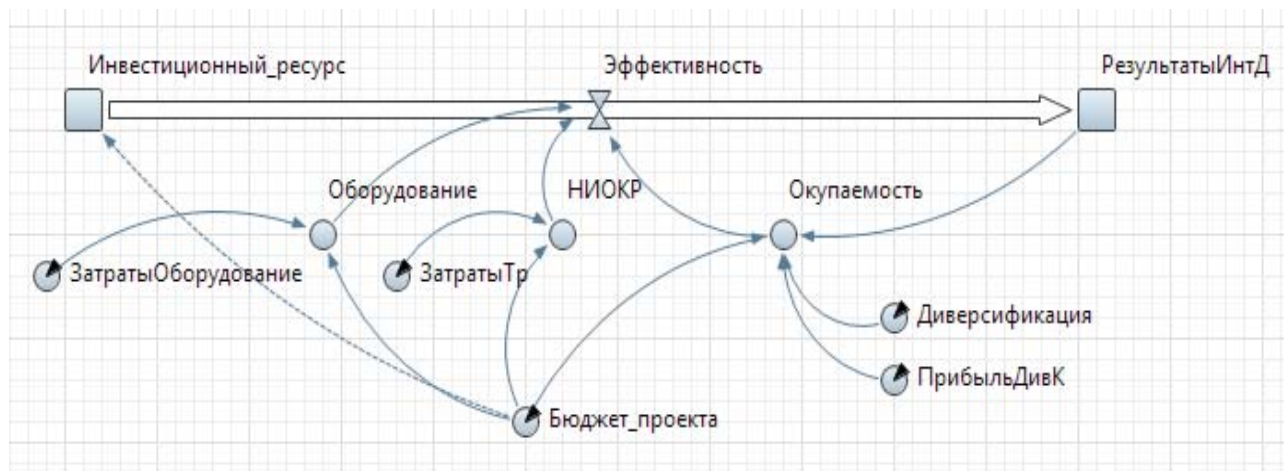 Инвестиционный_ресурс
Эффективность
РезультатыИнтД
Оборудование
НИОКР
Окупаемость
ЗатратыОборудование
ЗатратыТр
Диверсификация
ПрибыльДивК
Бюджет_проекта